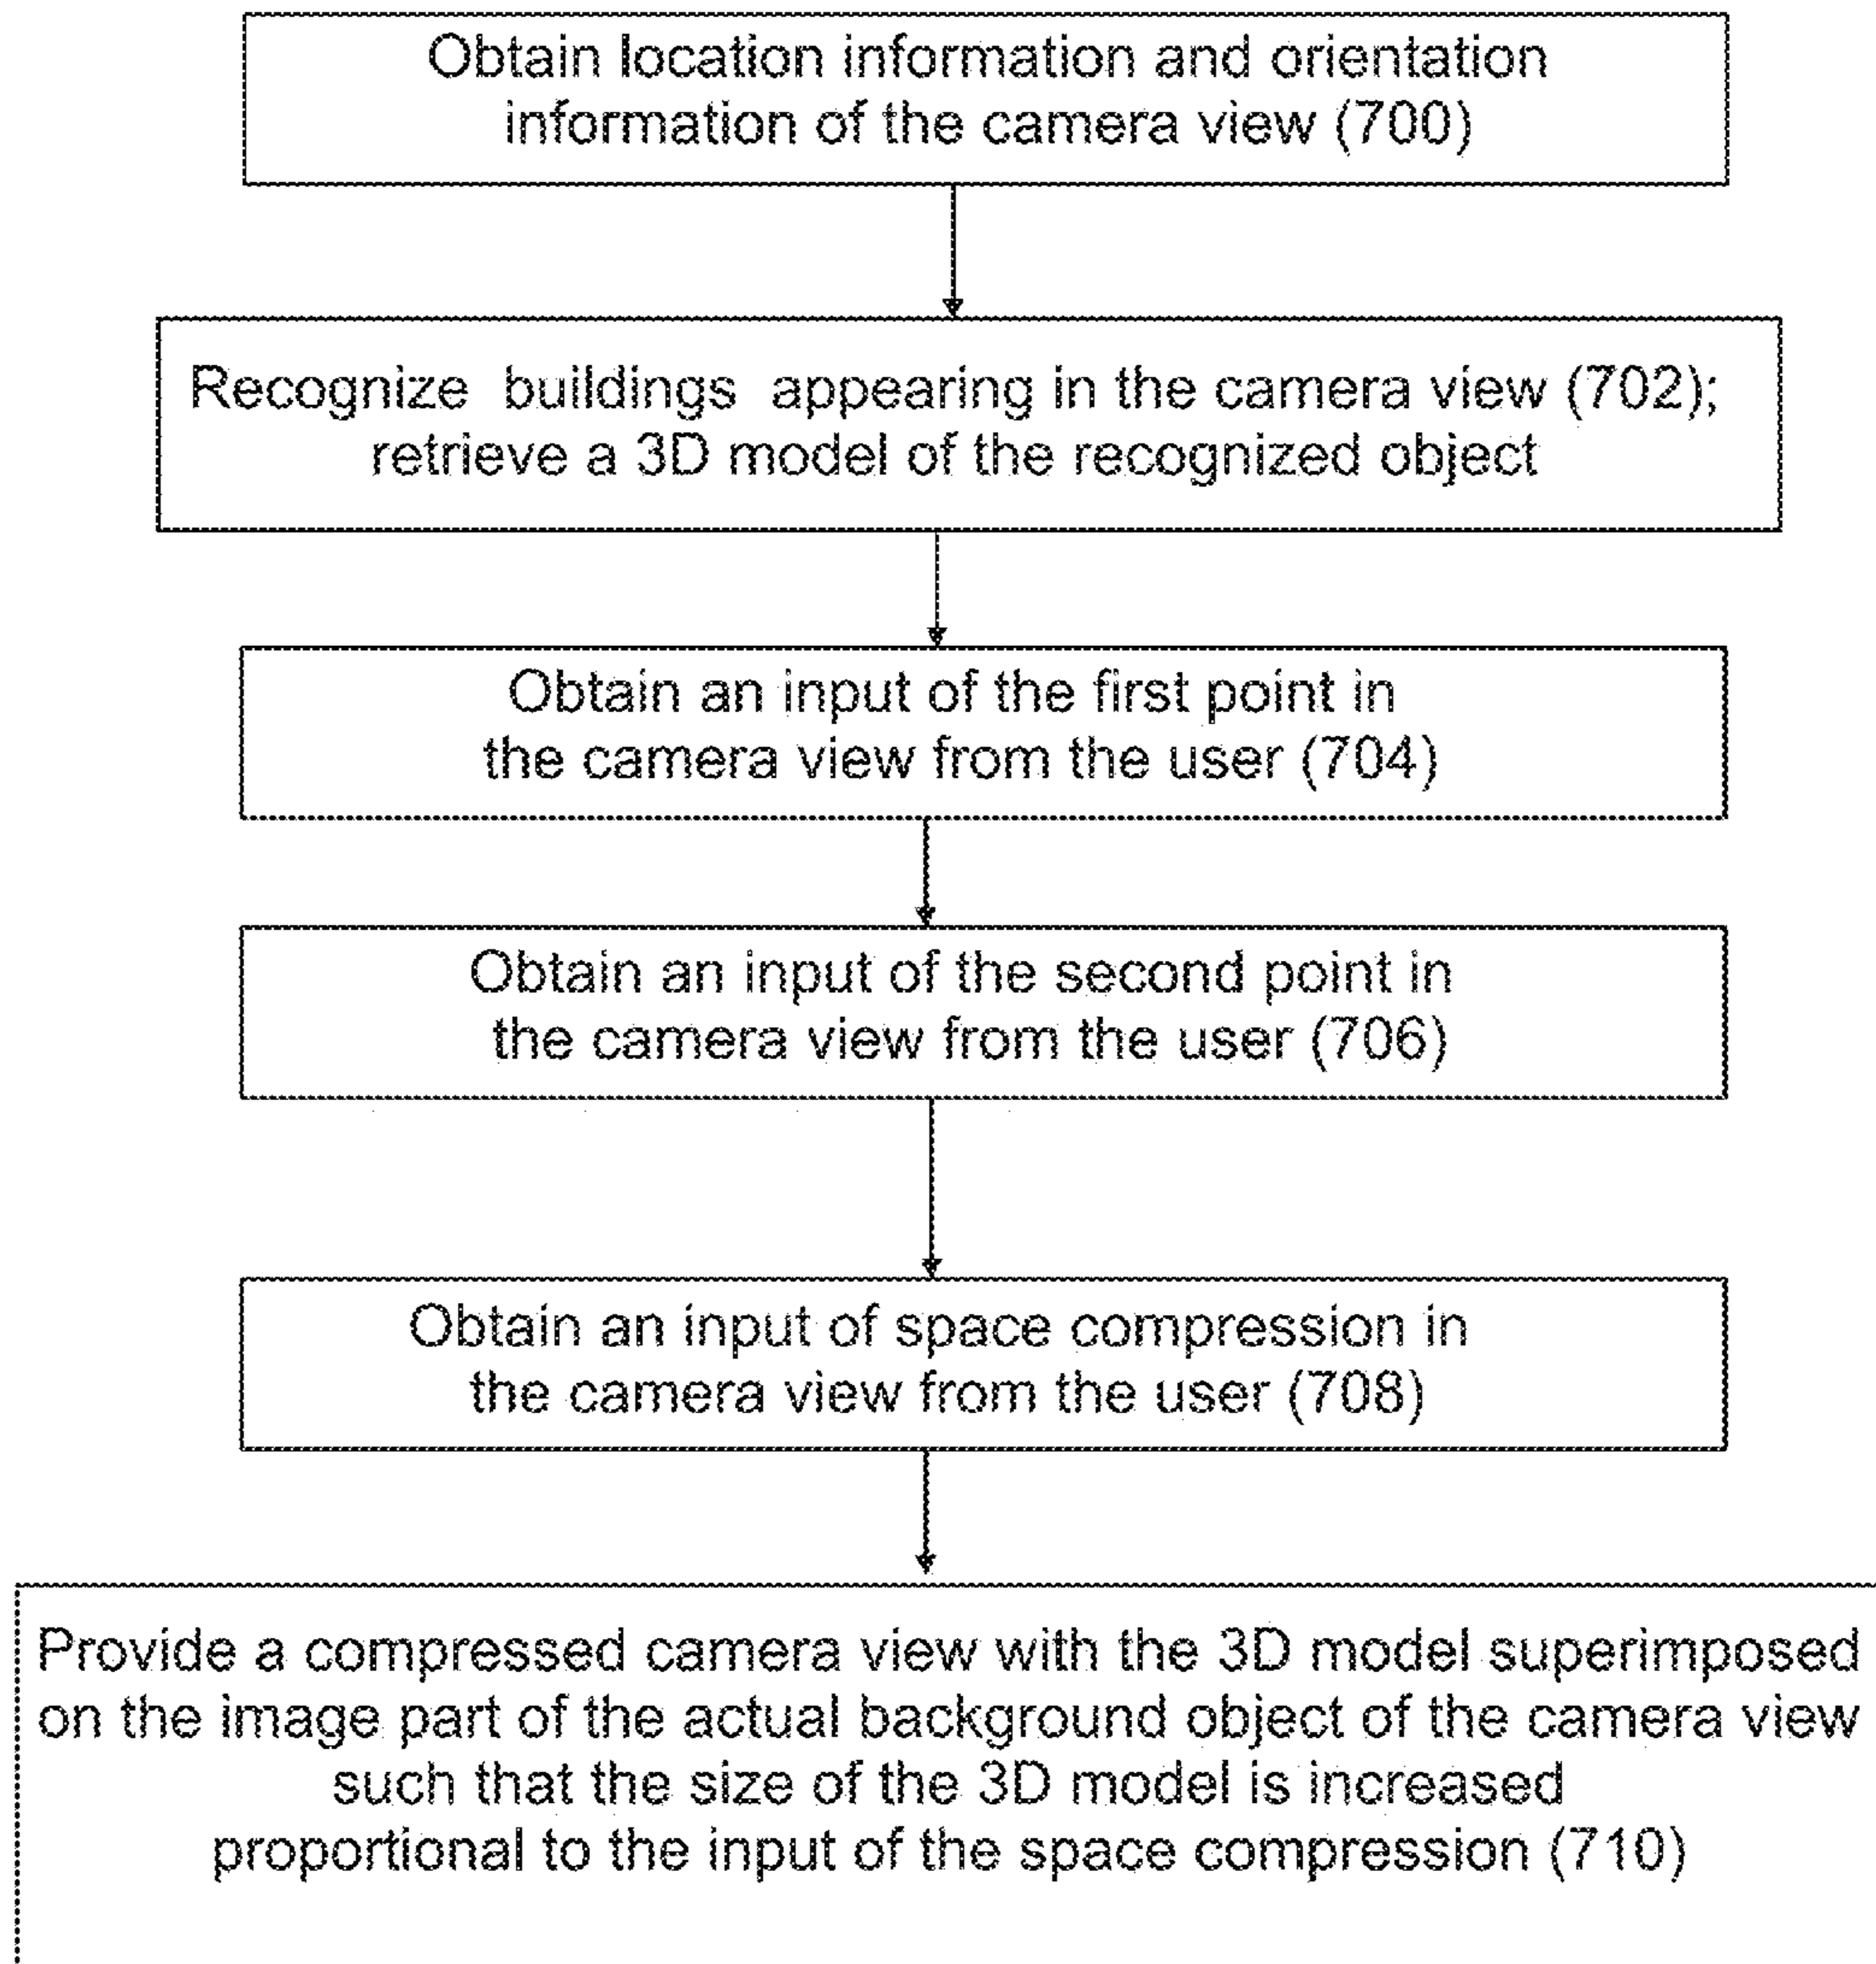 Obtain location information and orientation
information of the camera view (700)
Recognize buildings appearing in the camera view (702);
retrieve a 3D model of the recognized object
Obtain an input of the first point in
the camera view from the user (704)
Obtain an input of the second point in
the camera view from the user (706)
Obtain an input of space compression in
the camera view from the user (708)
Provide a compressed camera view with the 3D model superimposed
on the image part of the actual background object of the camera view
such that the size of the 3D model is increased
proportional to the input of the space compression (710)